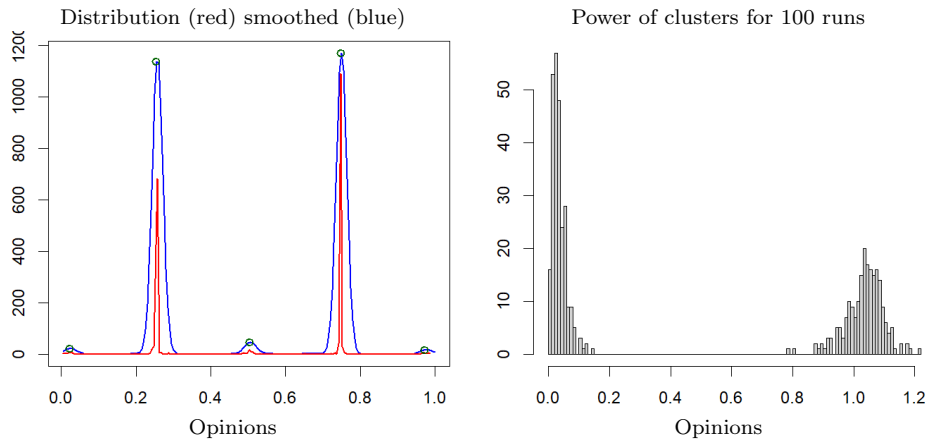 Distribution (red) smoothed (blue)
1200
1000
800
600
400
200
0
0.0 0.2 0.4 0.6 0.8 1.0
Opinions
Power of clusters for 100 runs
50
40
30
20
10
0
0.0 0.2 0.4 0.6 0.8 1.0 1.2
Opinions